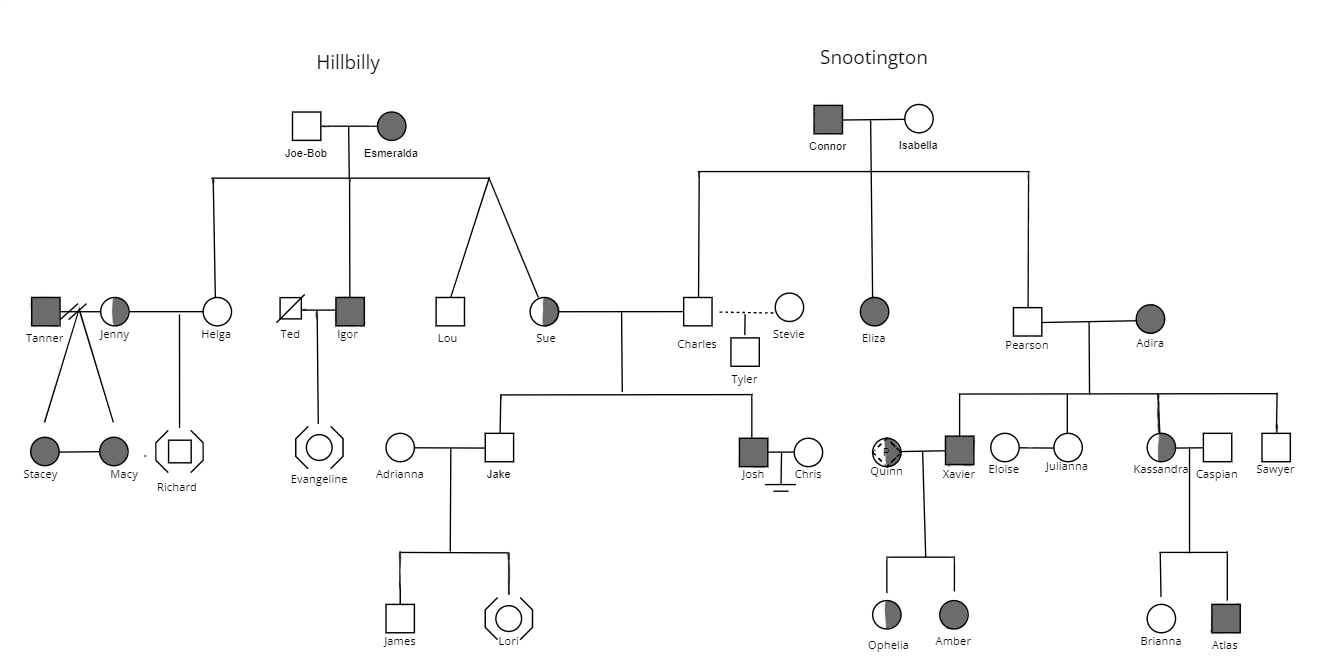 Hillbilly
Snootington
Joe-Bob
Esmeralda
Connor
Isabella
Tanner
Jenny
Helga
Ted
Igor
Lou
Sue
Charles
Stevie
Tyler
Eliza
Pearson
Adira
Stacey
Macy
Richard
Evangeline
Adrianna
Jake
Josh
Chris
P
Quinn
Xavier
Eloise
Julianna
Kassandra
Caspian
Sawyer
James
Lori
Ophelia
Amber
Brianna
Atlas